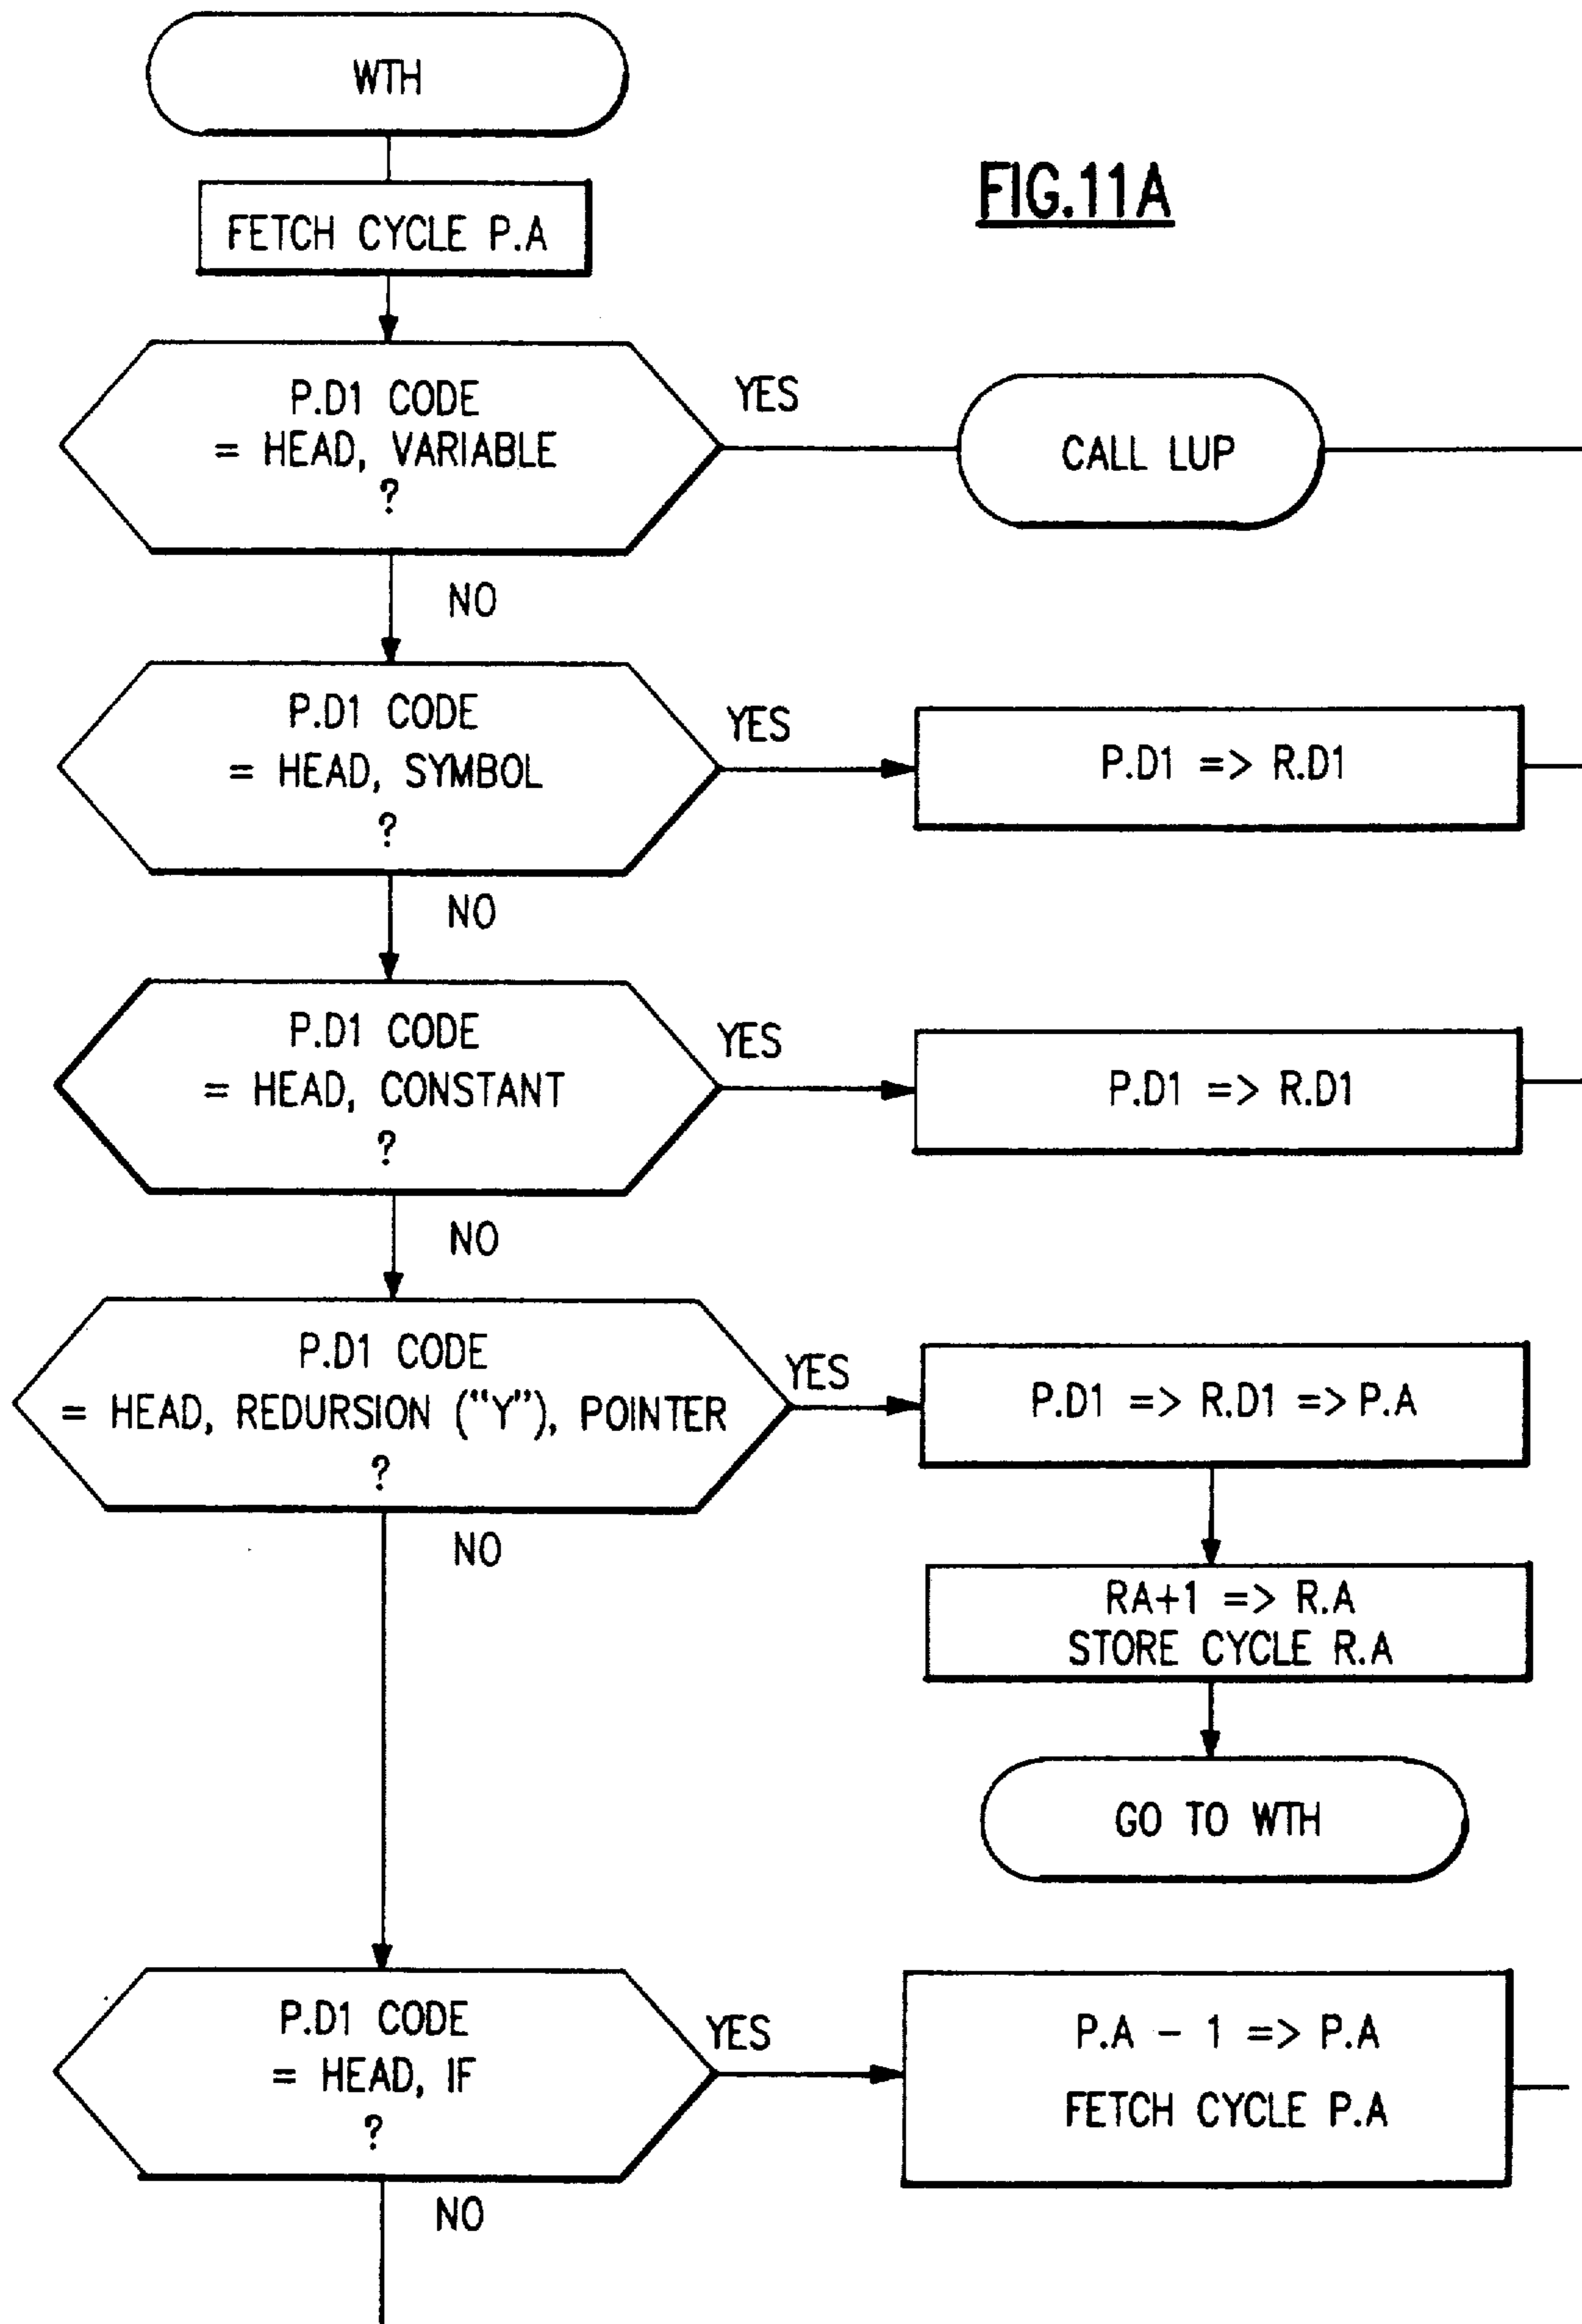 WTH
FIG.11A
FETCH CYCLE P.A
P.D1 CODE
= HEAD, VARIABLE
?
YES
CALL LUP
NO
P.D1 CODE
= HEAD, SYMBOL
?
YES
P.D1 => R.D1
NO
P.D1 CODE
= HEAD, CONSTANT
?
YES
P.D1 => R.D1
NO
P.D1 CODE
= HEAD, REDURSION ("Y"), POINTER
?
YES
P.D1 => R.D1 => P.A
NO
RA+1 => R.A
STORE CYCLE R.A
GO TO WTH
P.D1 CODE
= HEAD, IF
?
YES
P.A - 1 => P.A
FETCH CYCLE P.A
NO